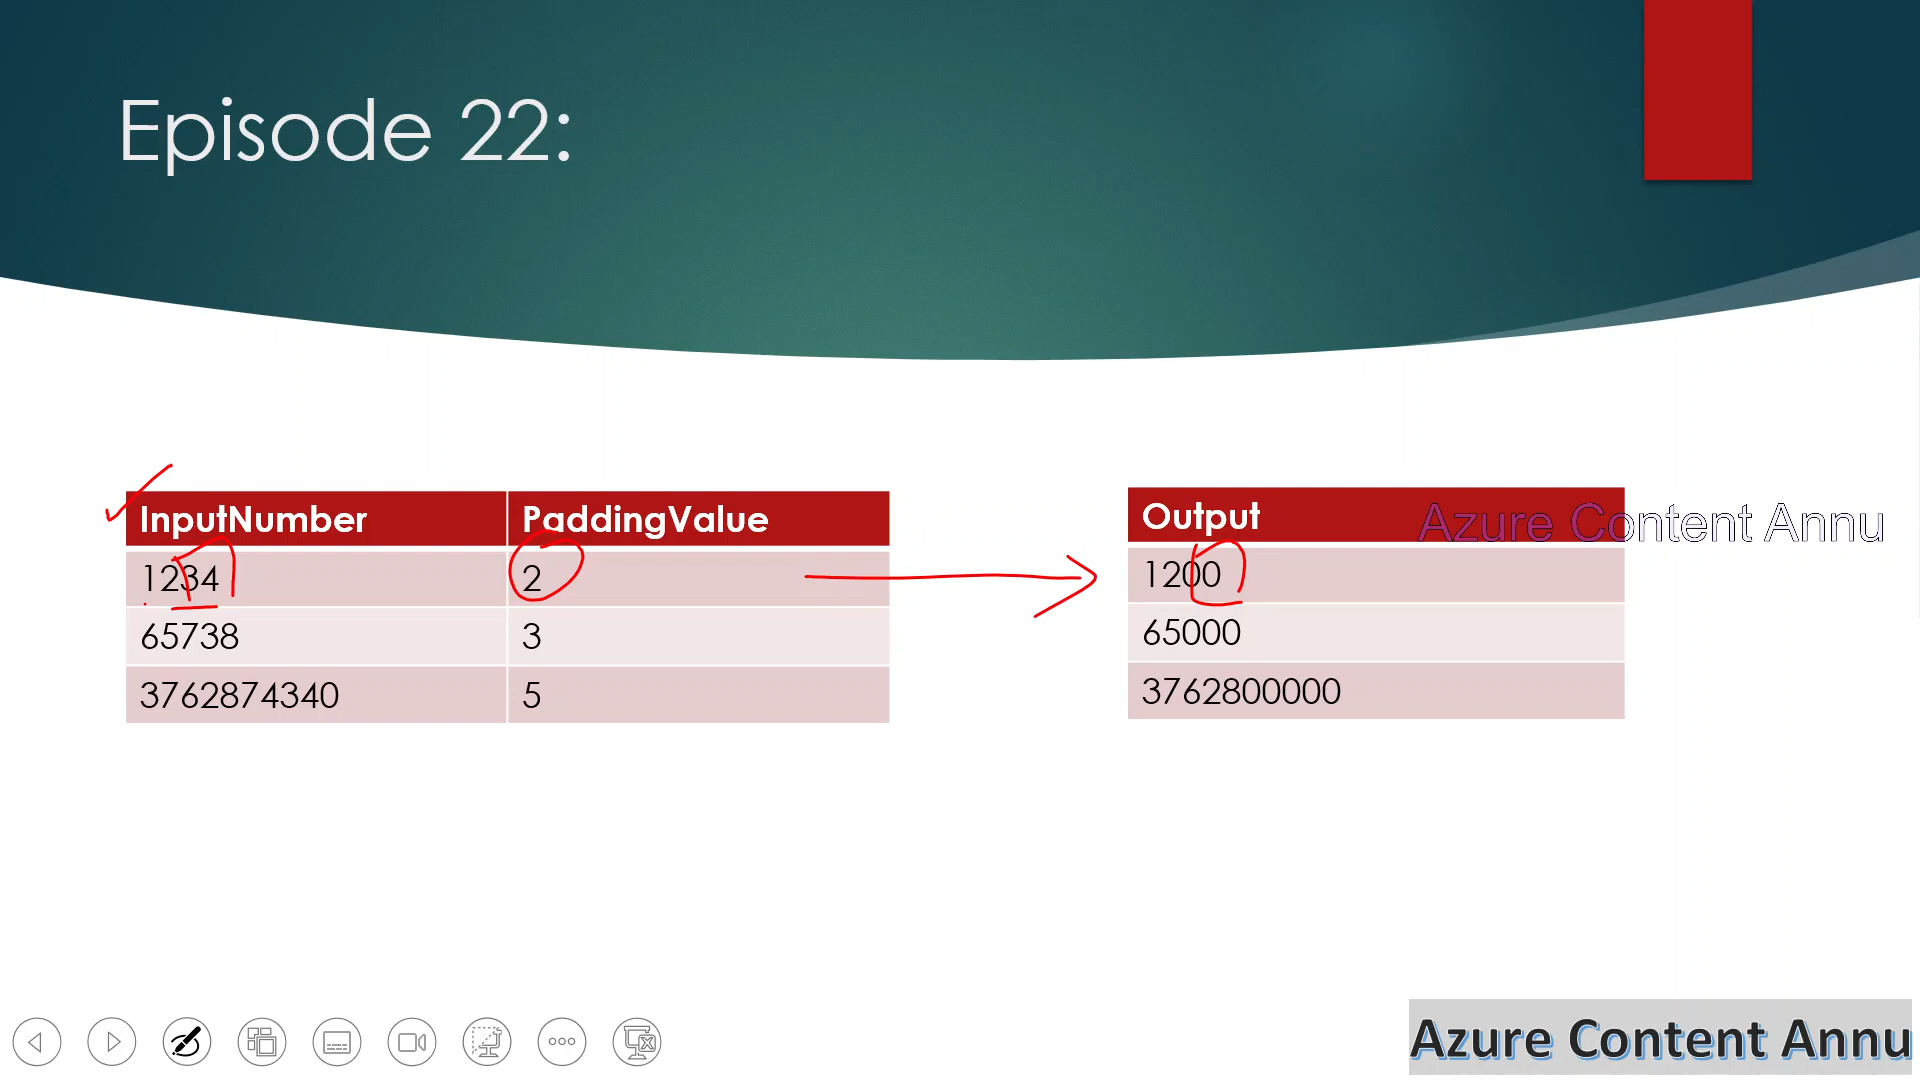 Episode 22:
InputNumber PaddingValue
1234 2
65738 3
3762874340 5
Output
1200
65000
3762800000
Azure Content Annu
Azure Content Annu